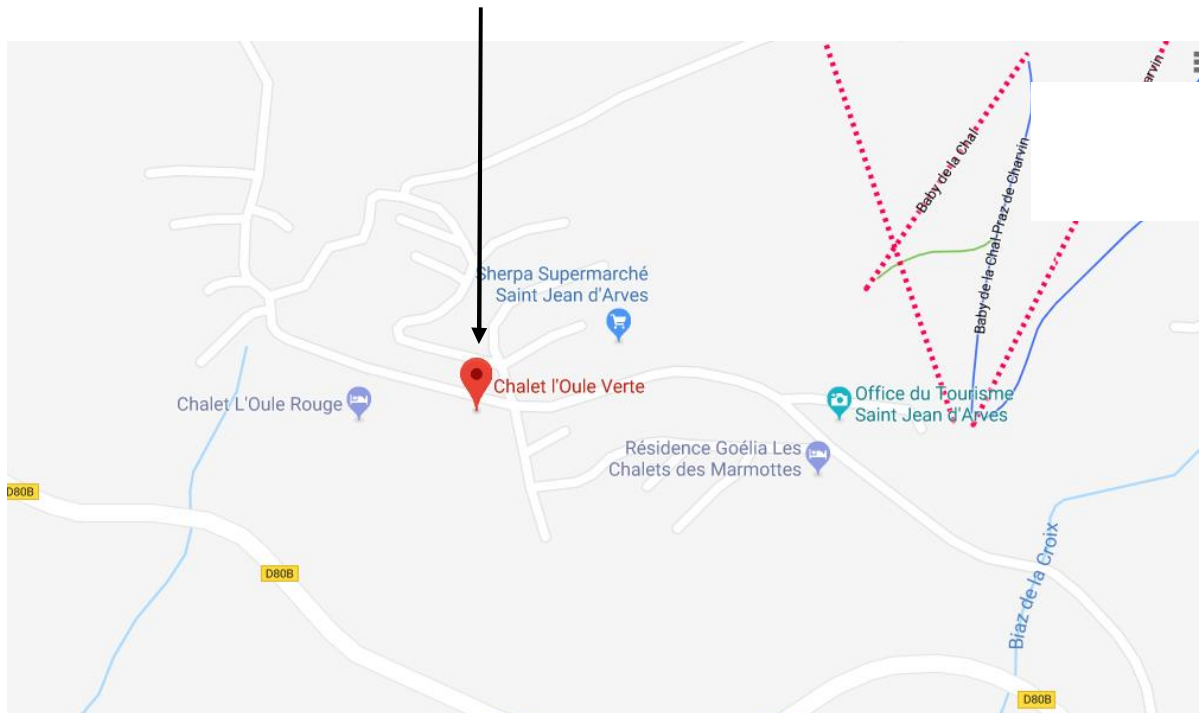 arvin
Baby de la Chal
Baby de la Chal-Praz de Charvin
arvin
Sherpa Supermarché
Saint Jean d'Arves
Chalet l'Oule Verte
Chalet L'Oule Rouge
Office du Tourisme
Saint Jean d'Arves
Résidence Goélia Les
Chalets des Marmottes
D80B
D80B
Biaz de la Croix
D80B